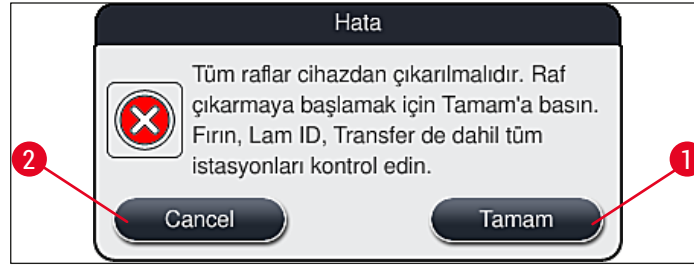 Hata
Tüm raflar cihazdan çıkarılmalıdır. Raf
çıkarmaya başlamak için Tamam'a basın.
Fırın, Lam ID, Transfer de dahil tüm
istasyonları kontrol edin.
2
1
Cancel
Tamam